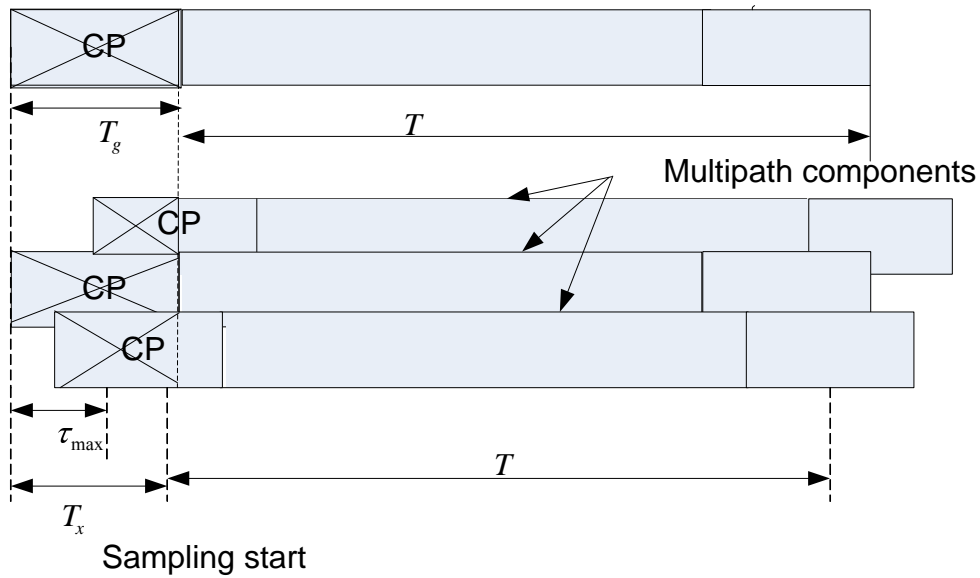 CP
T_g
T
Multipath components
CP
CP
CP
τ_max
T
T_x
Sampling start